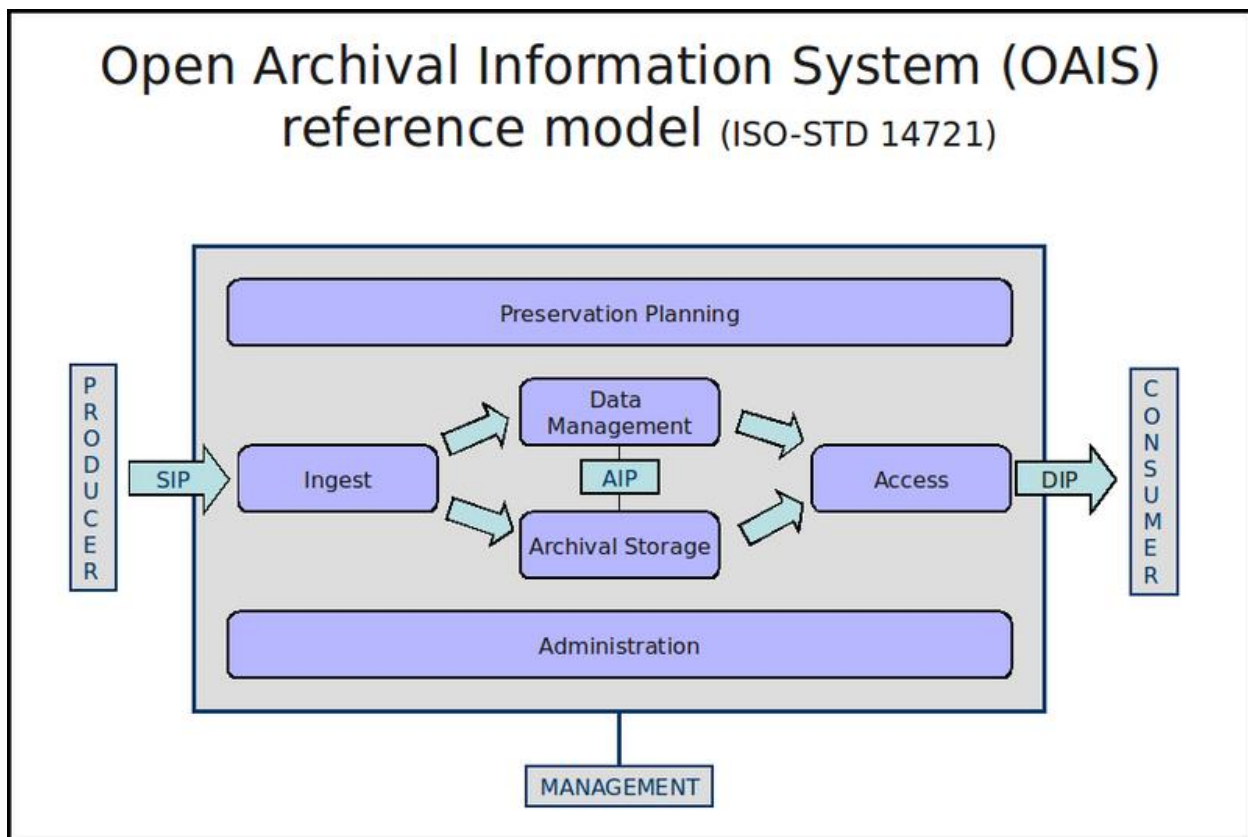 Open Archival Information System (OAIS)
reference model (ISO-STD 14721)
Preservation Planning
PRODUCER
SIP
Ingest
Data
Management
AIP
Archival Storage
Access
DIP
CONSUMER
Administration
MANAGEMENT